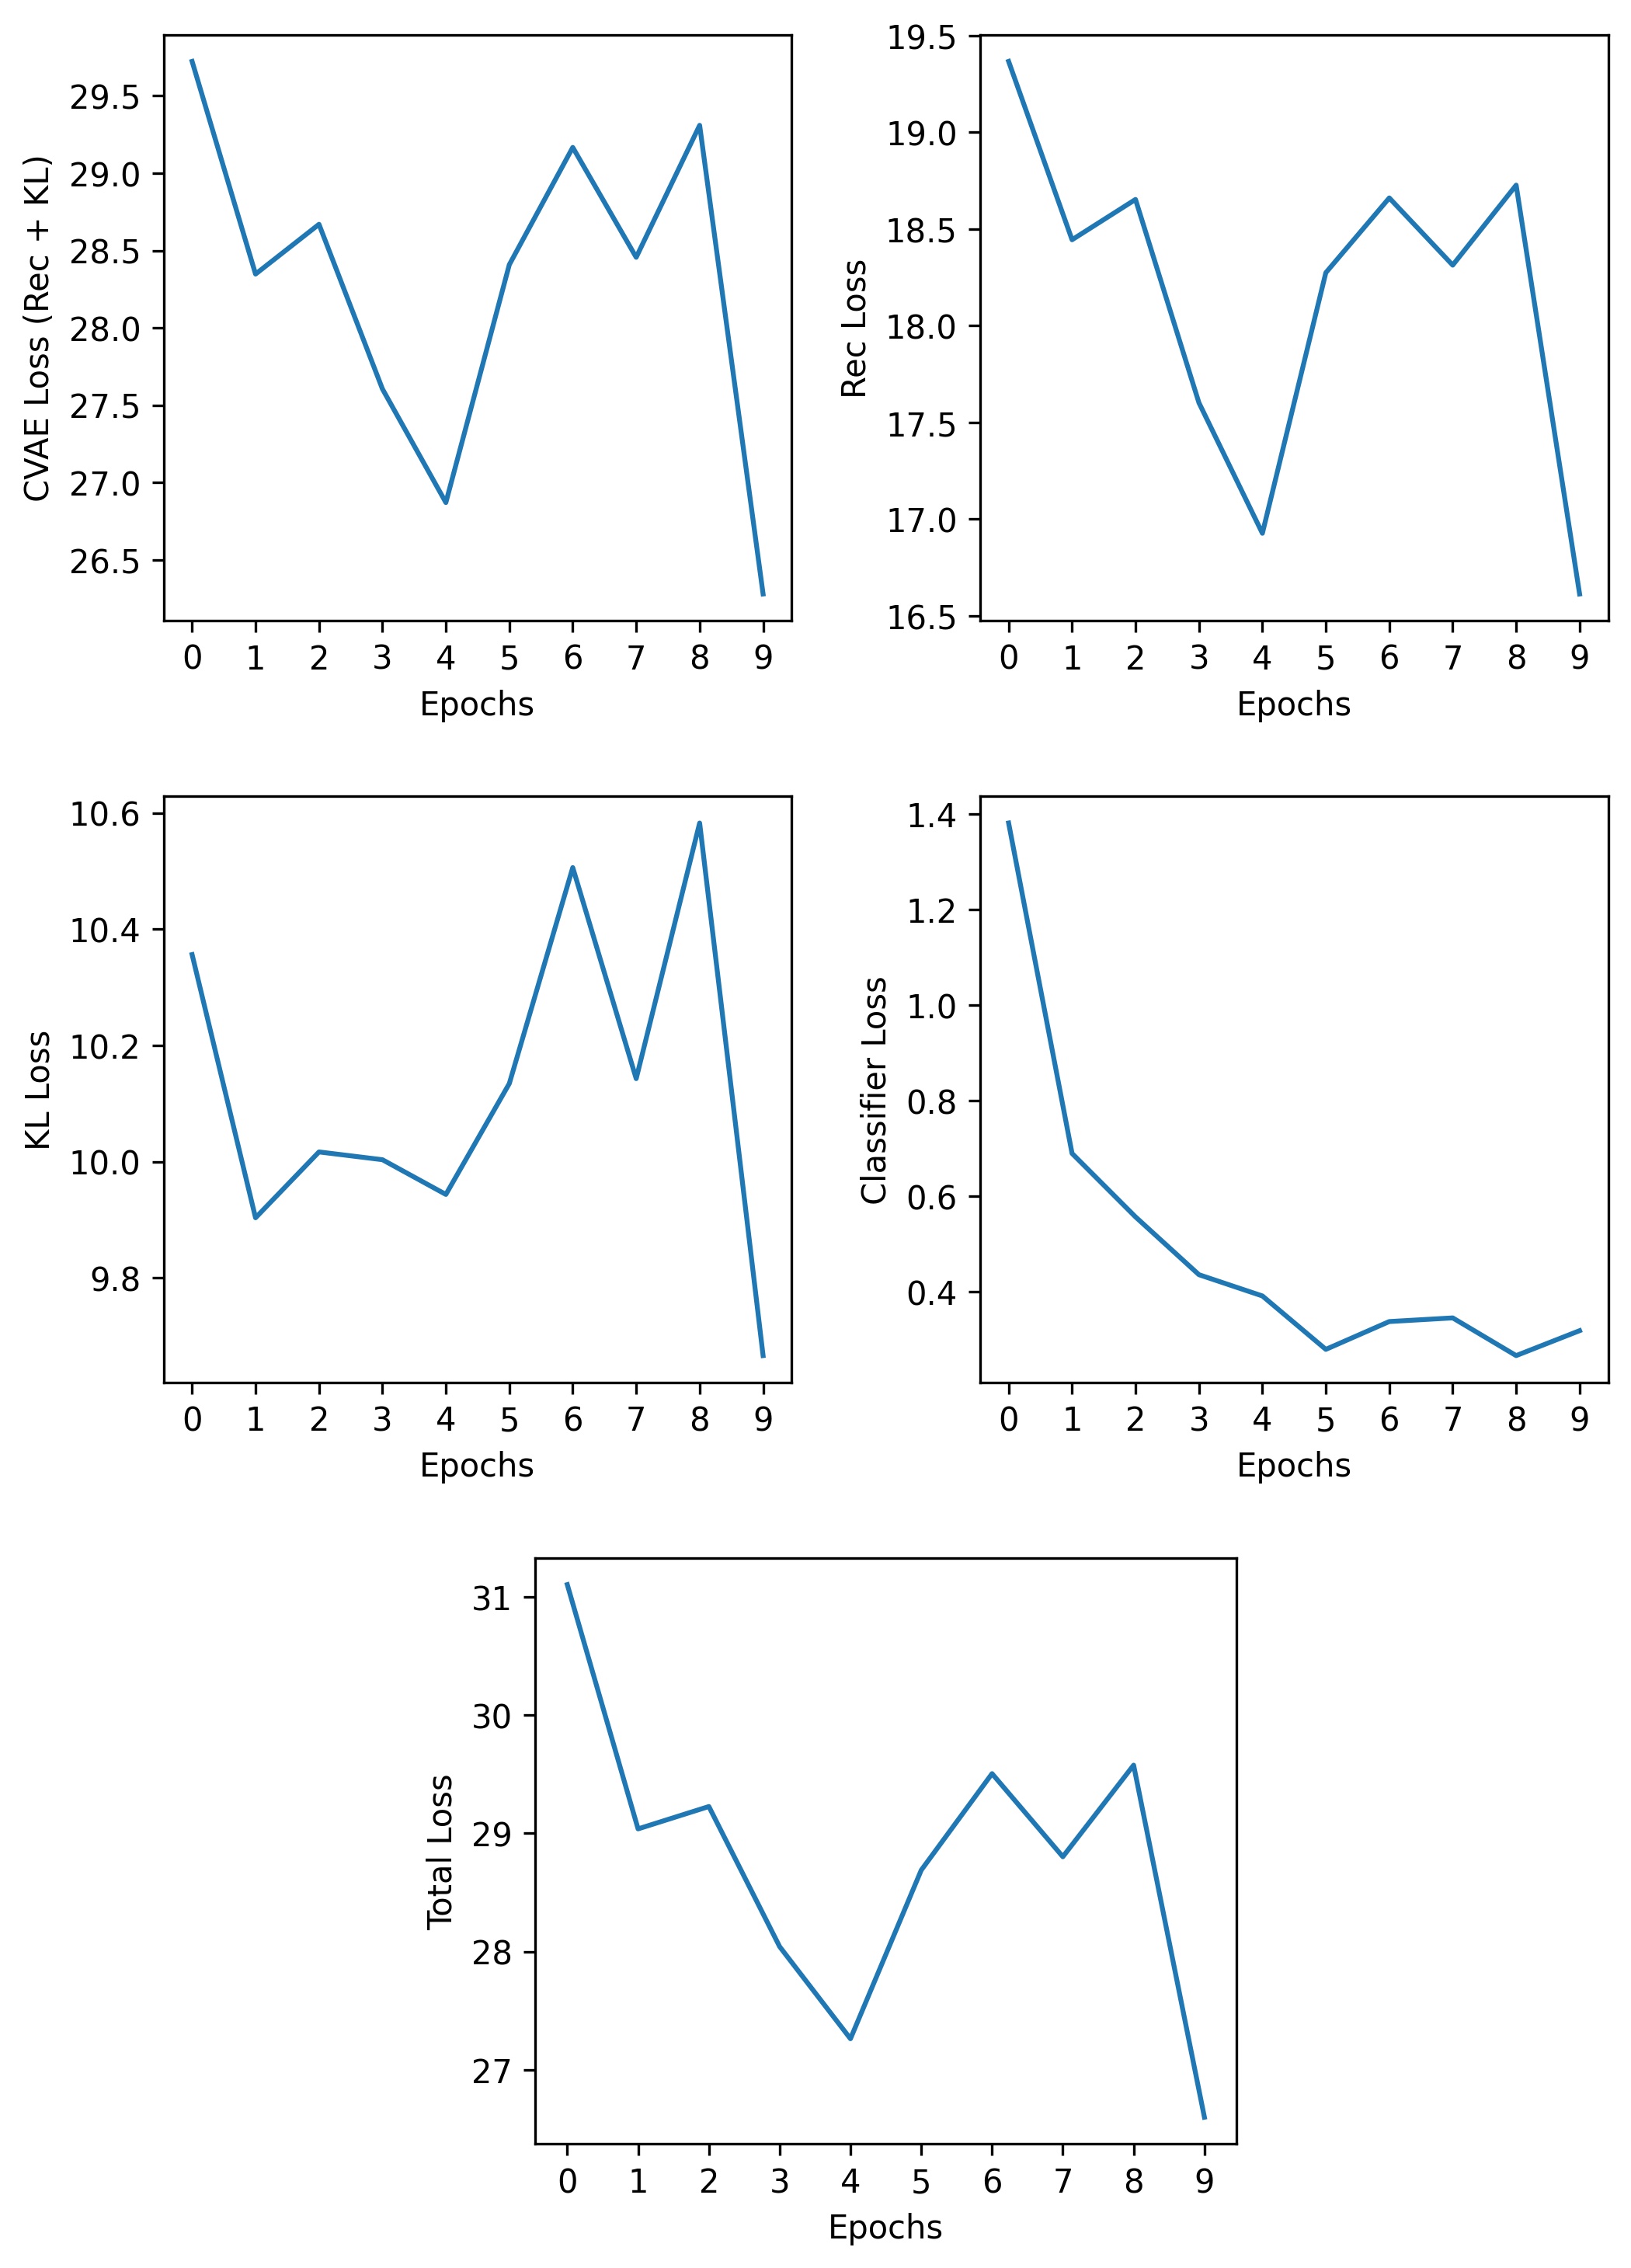 CVAE Loss (Rec + KL)
29.5
29.0
28.5
28.0
27.5
27.0
26.5
0 1 2 3 4 5 6 7 8 9
Epochs
Rec Loss
19.5
19.0
18.5
18.0
17.5
17.0
16.5
0 1 2 3 4 5 6 7 8 9
Epochs
KL Loss
10.6
10.4
10.2
10.0
9.8
0 1 2 3 4 5 6 7 8 9
Epochs
Classifier Loss
1.4
1.2
1.0
0.8
0.6
0.4
0 1 2 3 4 5 6 7 8 9
Epochs
Total Loss
31
30
29
28
27
0 1 2 3 4 5 6 7 8 9
Epochs